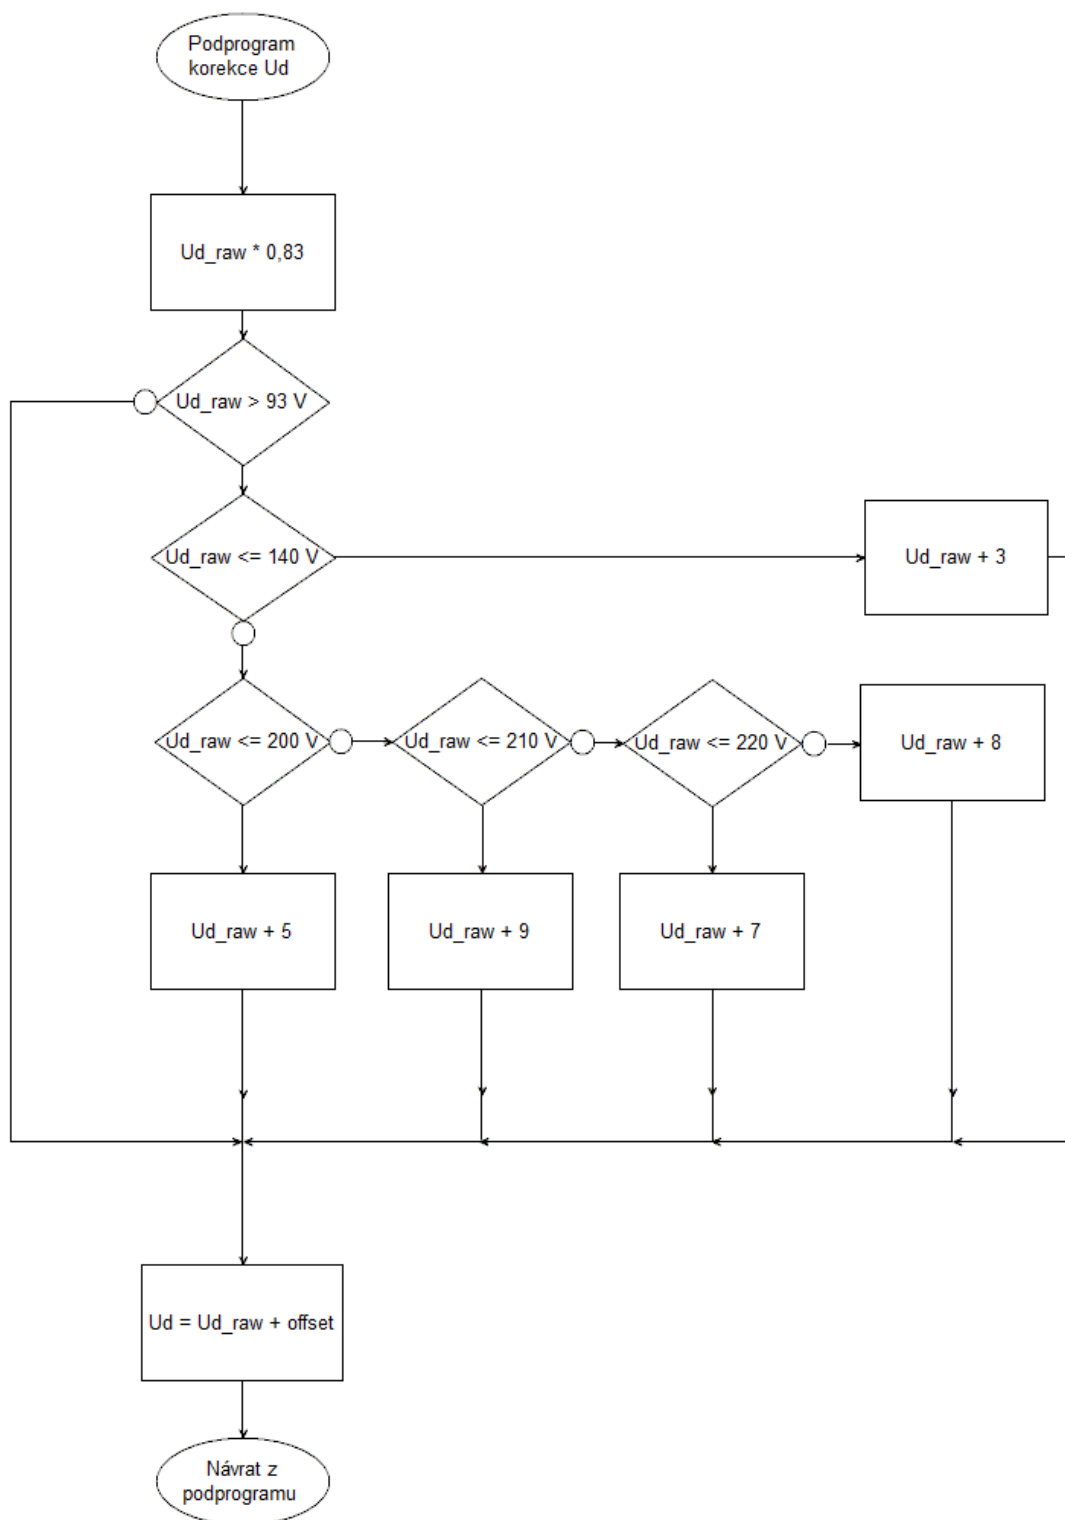 Podprogram
korekce Ud
Ud_raw * 0,83
Ud_raw > 93 V
Ud_raw <= 140 V
Ud_raw + 3
Ud_raw <= 200 V
Ud_raw <= 210 V
Ud_raw <= 220 V
Ud_raw + 8
Ud_raw + 5
Ud_raw + 9
Ud_raw + 7
Ud = Ud_raw + offset
Návrat z
podprogramu